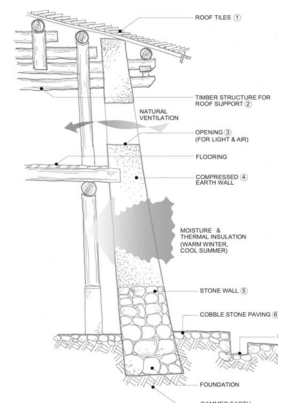 ROOF TILES 1
TIMBER STRUCTURE FOR
ROOF SUPPORT 2
NATURAL
VENTILATION
OPENING 3
(FOR LIGHT & AIR)
FLOORING
COMPRESSED 4
EARTH WALL
MOISTURE &
THERMAL INSULATION
(WARM WINTER,
COOL SUMMER)
STONE WALL 5
COBBLE STONE PAVING 6
FOUNDATION